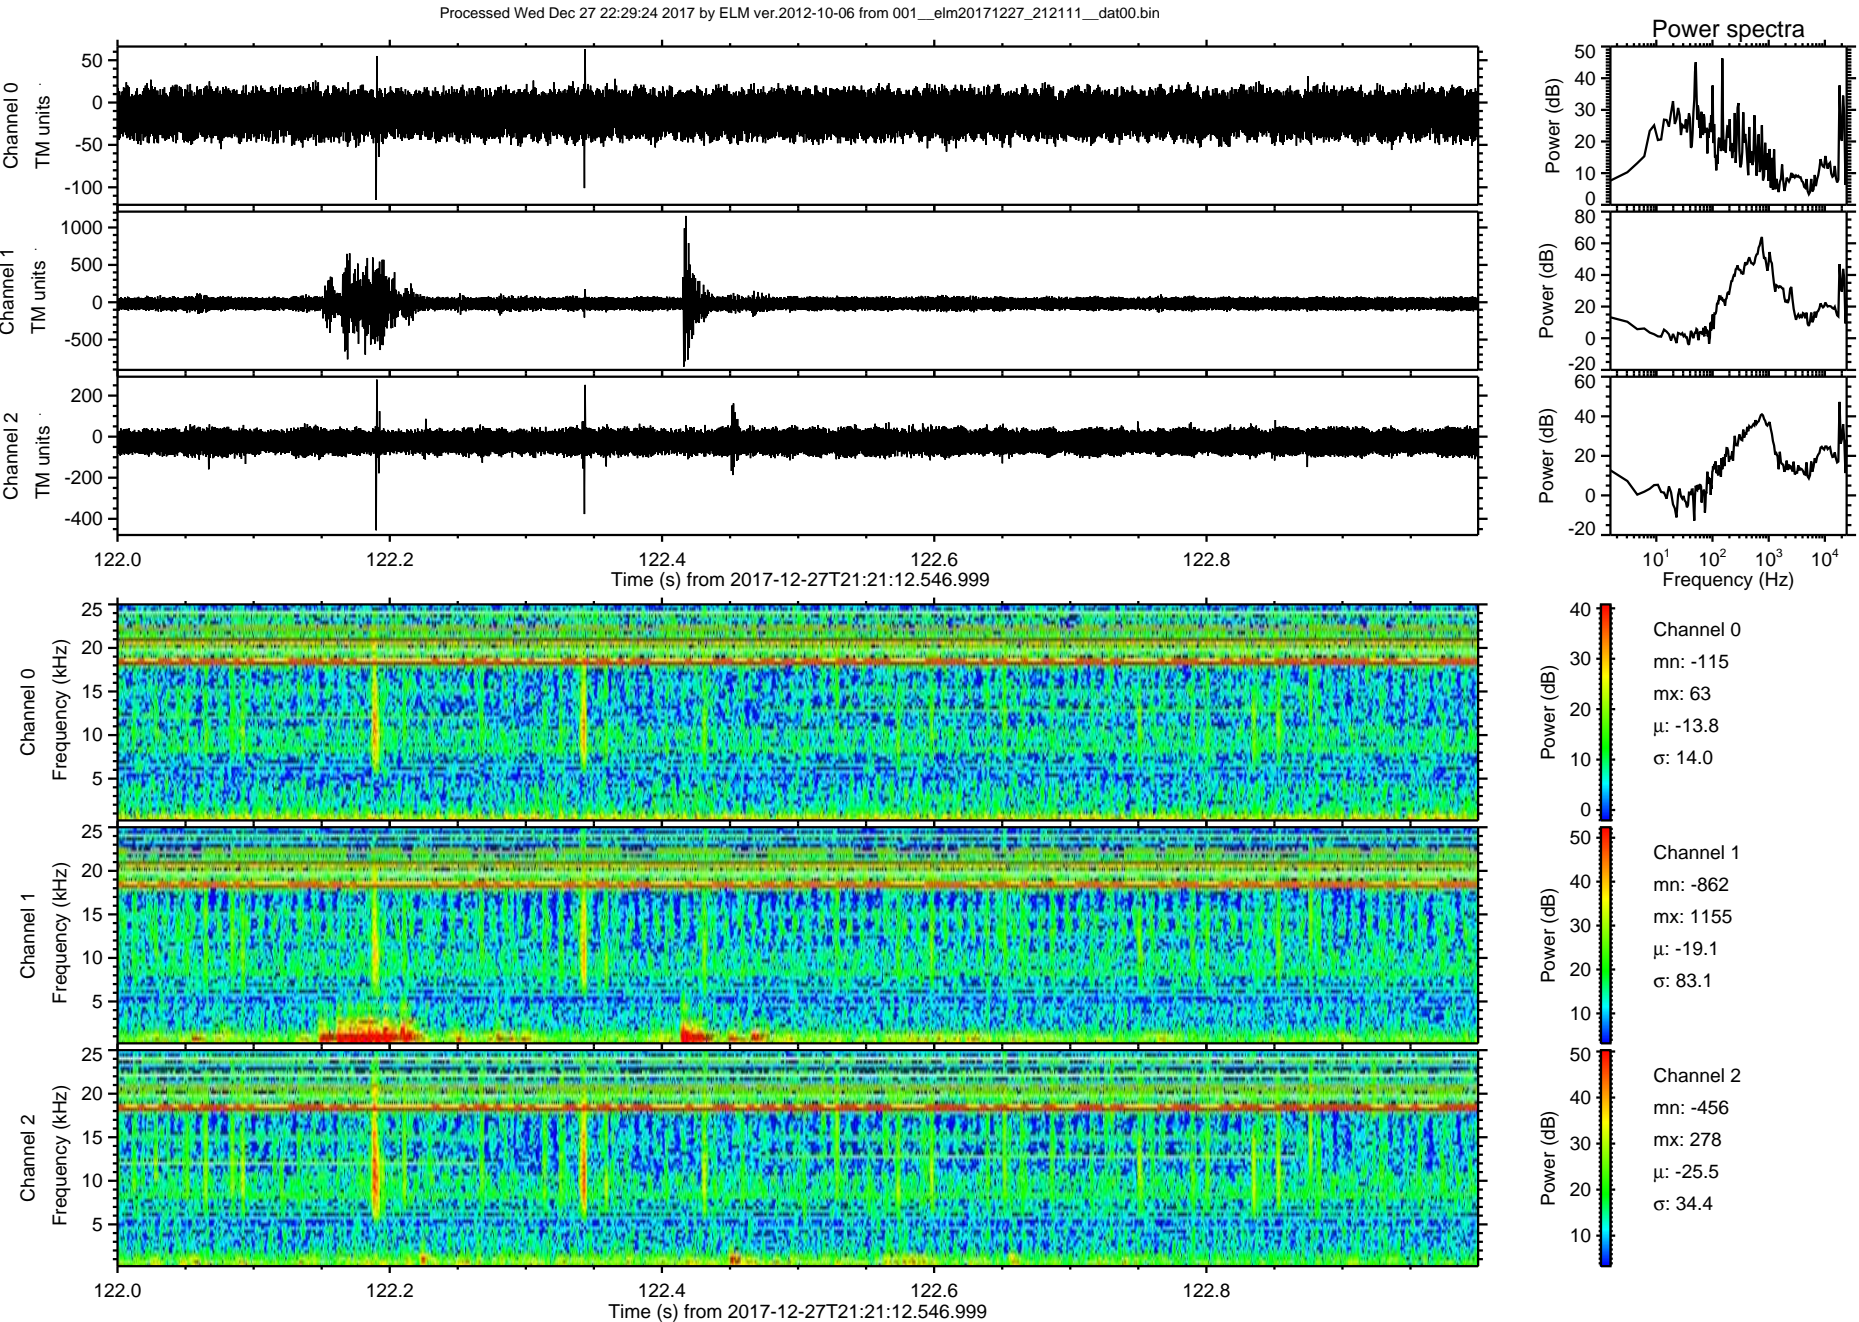 Processed Wed Dec 27 22:29:24 2017 by ELM ver.2012-10-06 from 001__elm20171227_212111__dat00.bin
Power spectra
Channel 0
TM units
50
0
-50
-100
Power (dB)
50
40
30
20
10
0
Channel 1
TM units
1000
500
0
-500
Power (dB)
80
60
40
20
0
-20
Channel 2
TM units
200
0
-200
-400
Power (dB)
60
40
20
0
-20
122.0 122.2 122.4 122.6 122.8
Time (s) from 2017-12-27T21:21:12.546.999
10^1 10^2 10^3 10^4
Frequency (Hz)
Channel 0
Frequency (kHz)
25
20
15
10
5
Power (dB)
40
30
20
10
0
Channel 0
mn: -115
mx: 63
µ: -13.8
σ: 14.0
Channel 1
Frequency (kHz)
25
20
15
10
5
Power (dB)
50
40
30
20
10
Channel 1
mn: -862
mx: 1155
µ: -19.1
σ: 83.1
Channel 2
Frequency (kHz)
25
20
15
10
5
Power (dB)
50
40
30
20
10
Channel 2
mn: -456
mx: 278
µ: -25.5
σ: 34.4
122.0 122.2 122.4 122.6 122.8
Time (s) from 2017-12-27T21:21:12.546.999